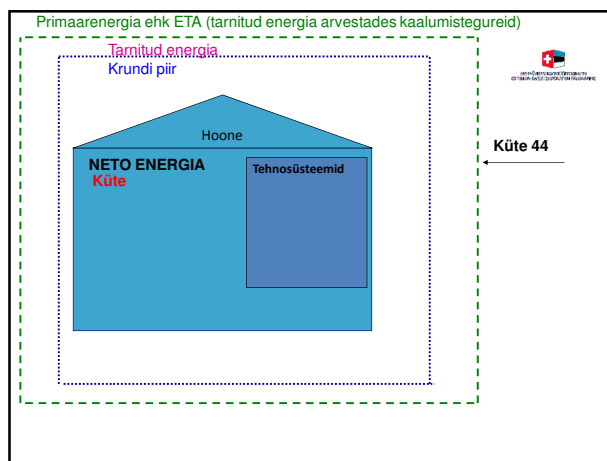 Primaarenergia ehk ETA (tarnitud energia arvestades kaalumistegureid)
Tarnitud energia
Krundi piir
Hoone
NETO ENERGIA
Küte
Tehnosüsteemid
Küte 44